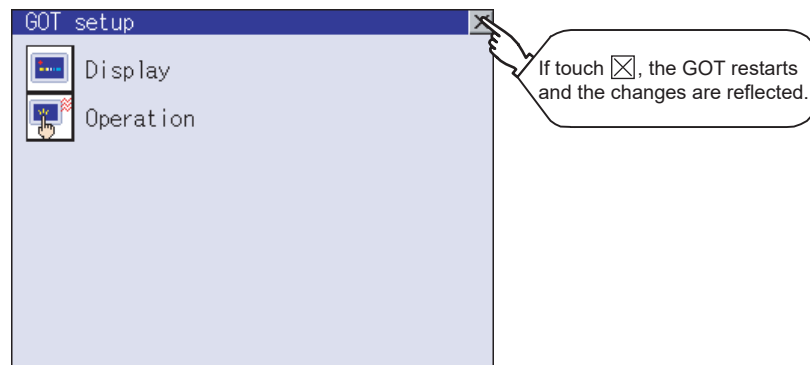 GOT setup
Display
Operation
If touch ☒, the GOT restarts
and the changes are reflected.